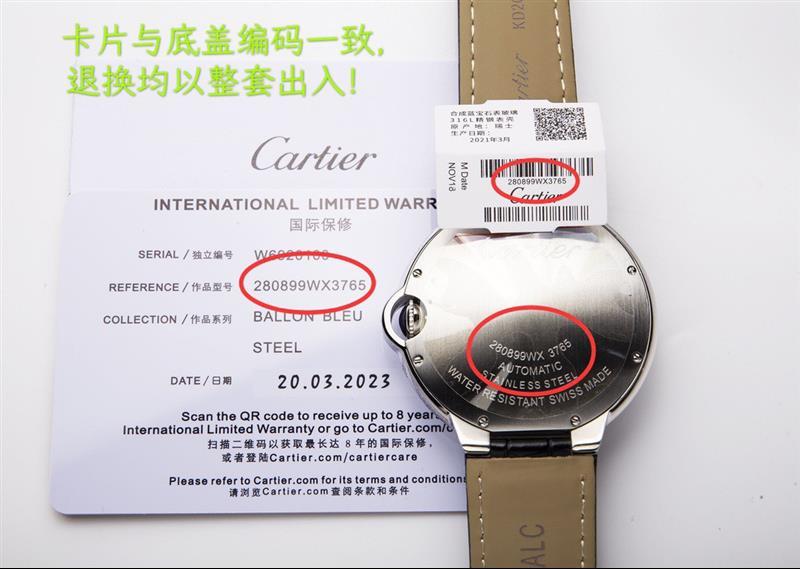 卡片与底盖编码一致,
退换均以整套出入!
Cartier
INTERNATIONAL LIMITED WARR
国际保修
SERIAL / 独立编号 W6920100
REFERENCE / 作品型号 280899WX3765
COLLECTION / 作品系列 BALLON BLEU
STEEL
DATE / 日期 20.03.2023
Scan the QR code to receive up to 8 year
International Limited Warranty or go to Cartier.com/c
扫描二维码以获取最长达 8 年的国际保修,
或者登陆Cartier.com/cartiercare
Please refer to Cartier.com for its terms and condition
请浏览Cartier.com查阅条款和条件
KD20
Cartier
合成蓝宝石表玻璃
316L精钢表壳
原产地: 瑞士
生产日期:
2021年3月
M Date
NOV18
280899WX3765
Cartier
280899WX 3765
AUTOMATIC
STAINLESS STEEL
WATER RESISTANT SWISS MADE
ALC